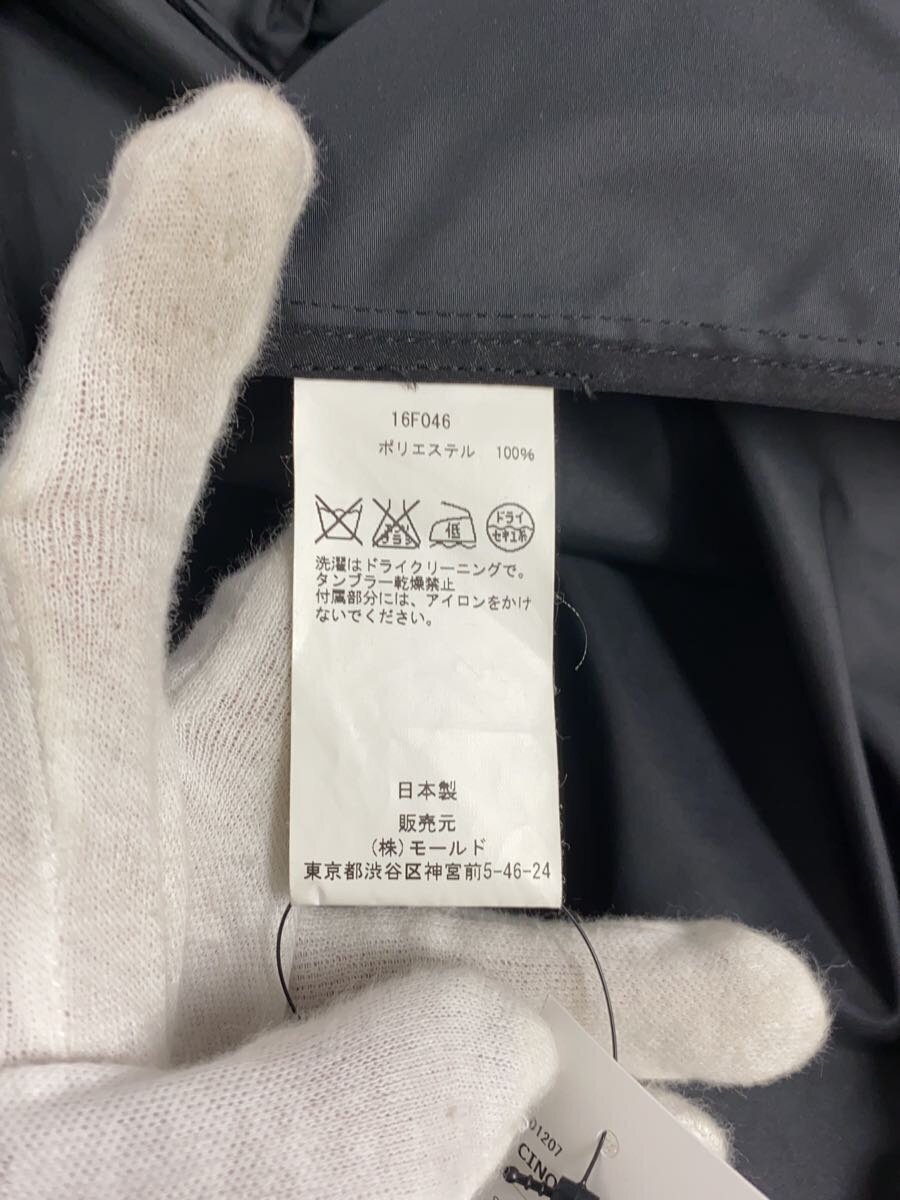 16F046
ポリエステル 100%
低
ドライ
セキユ系
洗濯はドライクリーニングで。
タンブラー乾燥禁止
付属部分には、アイロンをかけ
ないでください。
日本製
販売元
(株)モールド
東京都渋谷区神宮前5-46-24
01207
CINO